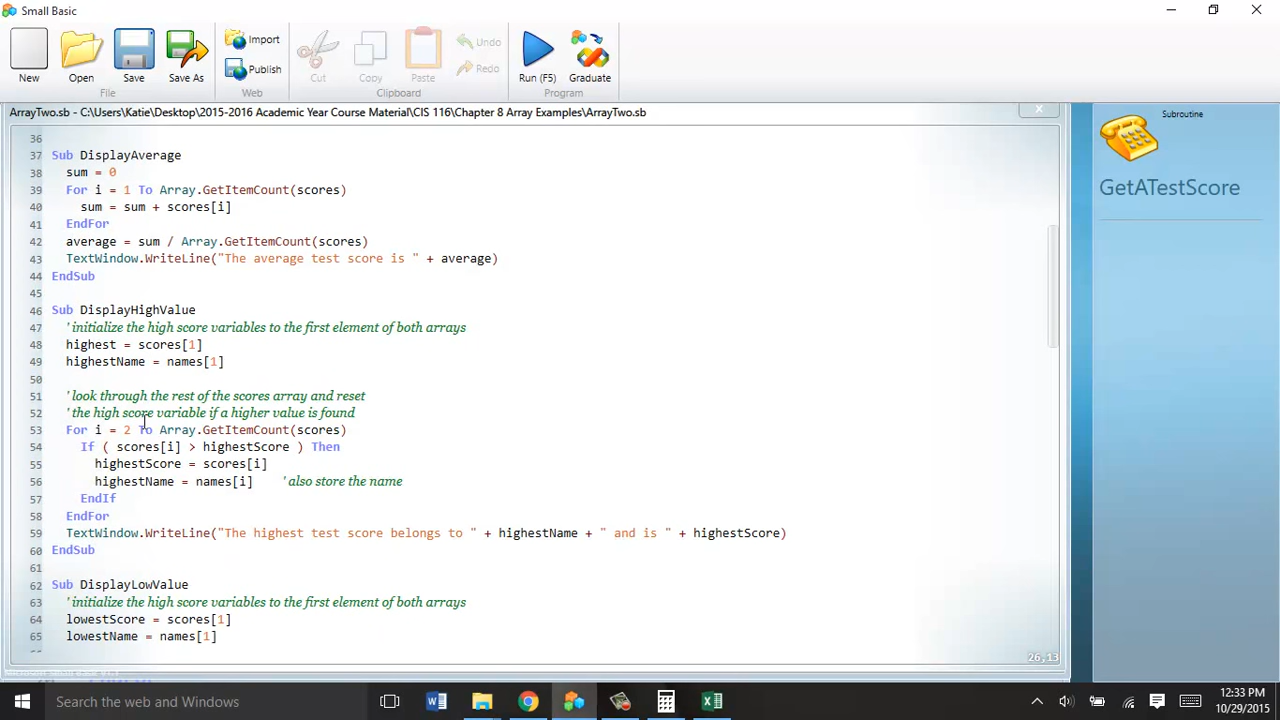 Small Basic
New
Open
Save
Save As
Import
Publish
Cut
Copy
Paste
Undo
Redo
Run (F5)
Graduate
File
Web
Clipboard
Program
ArrayTwo.sb - C:\Users\Katie\Desktop\2015-2016 Academic Year Course Material\CIS 116\Chapter 8 Array Examples\ArrayTwo.sb
36
37 Sub DisplayAverage
38 sum = 0
39 For i = 1 To Array.GetItemCount(scores)
40 sum = sum + scores[i]
41 EndFor
42 average = sum / Array.GetItemCount(scores)
43 TextWindow.WriteLine("The average test score is " + average)
44 EndSub
45
46 Sub DisplayHighValue
47 ' initialize the high score variables to the first element of both arrays
48 highest = scores[1]
49 highestName = names[1]
50
51 ' look through the rest of the scores array and reset
52 ' the high score variable if a higher value is found
53 For i = 2 To Array.GetItemCount(scores)
54 If ( scores[i] > highestScore ) Then
55 highestScore = scores[i]
56 highestName = names[i] ' also store the name
57 EndIf
58 EndFor
59 TextWindow.WriteLine("The highest test score belongs to " + highestName + " and is " + highestScore)
60 EndSub
61
62 Sub DisplayLowValue
63 ' initialize the high score variables to the first element of both arrays
64 lowestScore = scores[1]
65 lowestName = names[1]
26,13
Subroutine
GetATestScore
Search the web and Windows
12:33 PM
10/29/2015